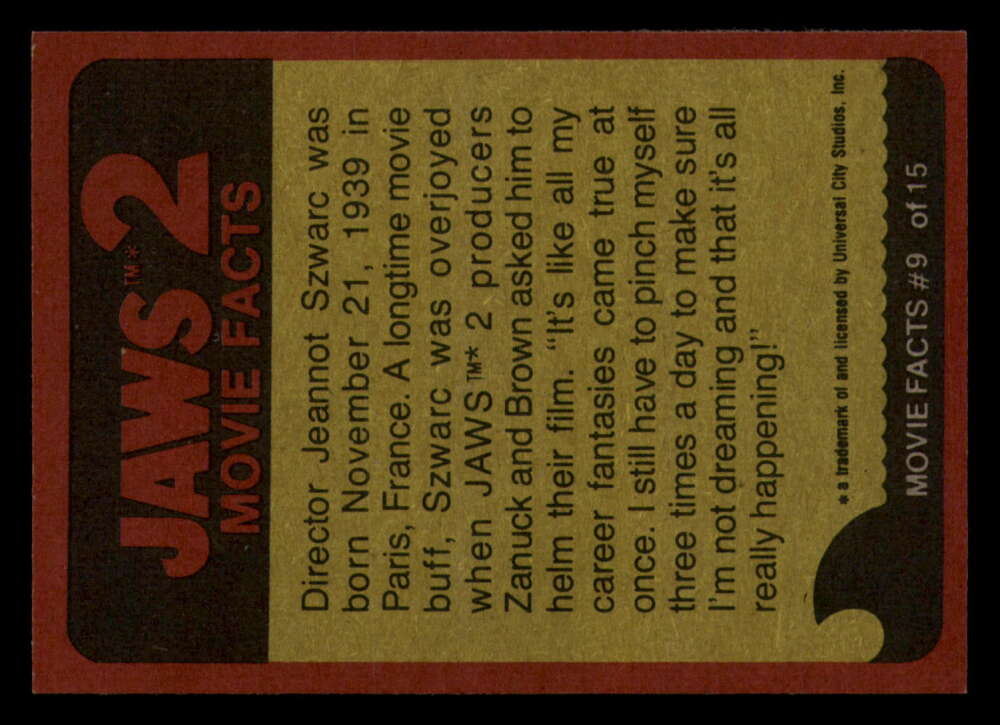 JAWS™* 2
MOVIE FACTS
Director Jeannot Szwarc was
born November 21, 1939 in
Paris, France. A longtime movie
buff, Szwarc was overjoyed
when JAWS™* 2 producers
Zanuck and Brown asked him to
helm their film. “It's like all my
career fantasies came true at
once. I still have to pinch myself
three times a day to make sure
I'm not dreaming and that it's all
really happening!”
* a trademark of and licensed by Universal City Studios, Inc.
MOVIE FACTS #9 of 15